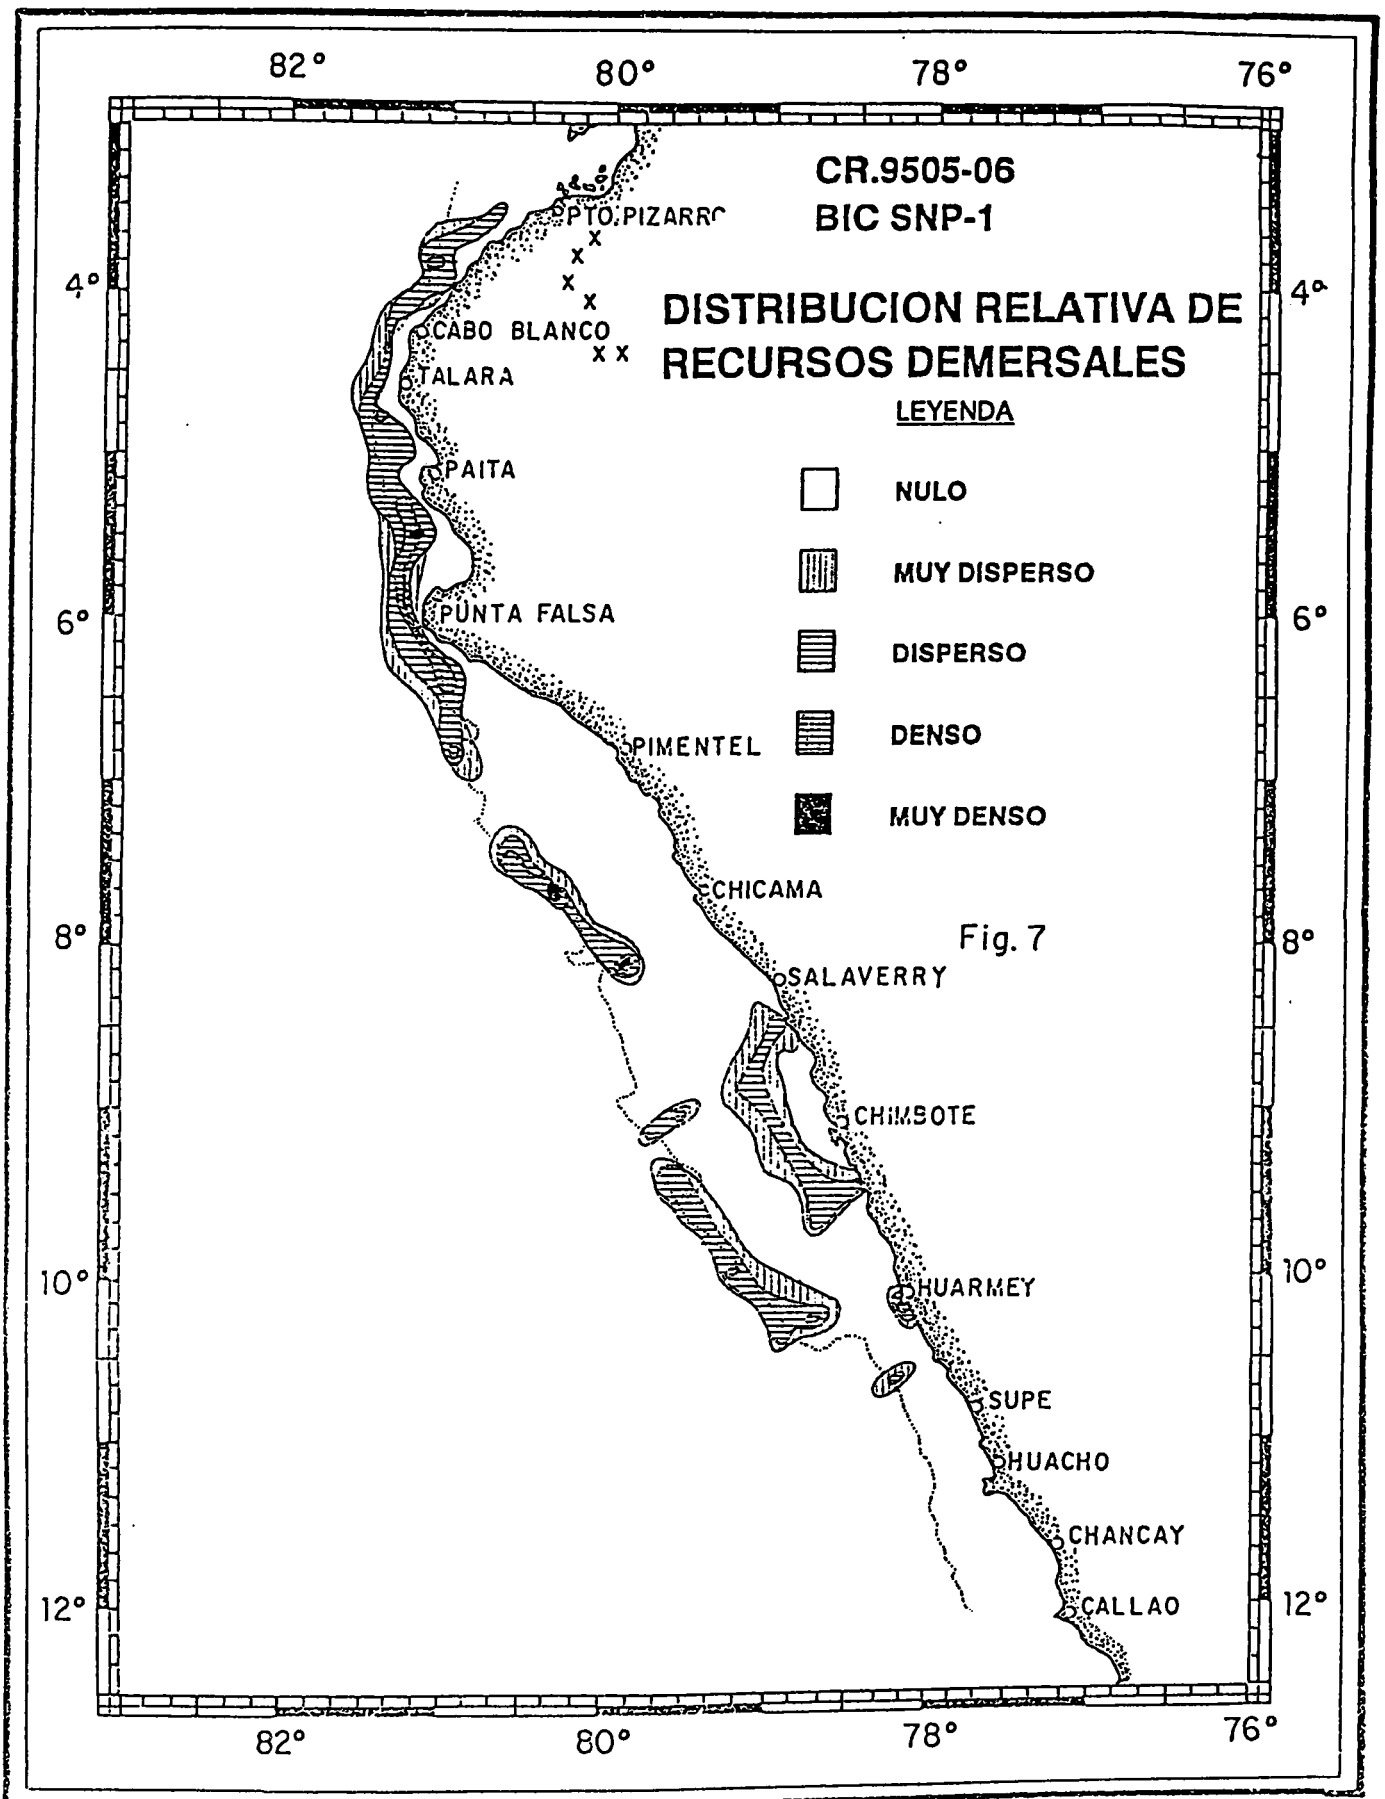 82° 80° 78° 76°
CR.9505-06
BIC SNP-1
PTO.PIZARRO
4° 4°
DISTRIBUCION RELATIVA DE
RECURSOS DEMERSALES
CABO BLANCO
TALARA
LEYENDA
PAITA
NULO
MUY DISPERSO
6° PUNTA FALSA 6°
DISPERSO
PIMENTEL
DENSO
MUY DENSO
CHICAMA
8° Fig. 7 8°
SALAVERRY
CHIMBOTE
10° HUARMEY 10°
SUPE
HUACHO
CHANCAY
12° CALLAO 12°
82° 80° 78° 76°